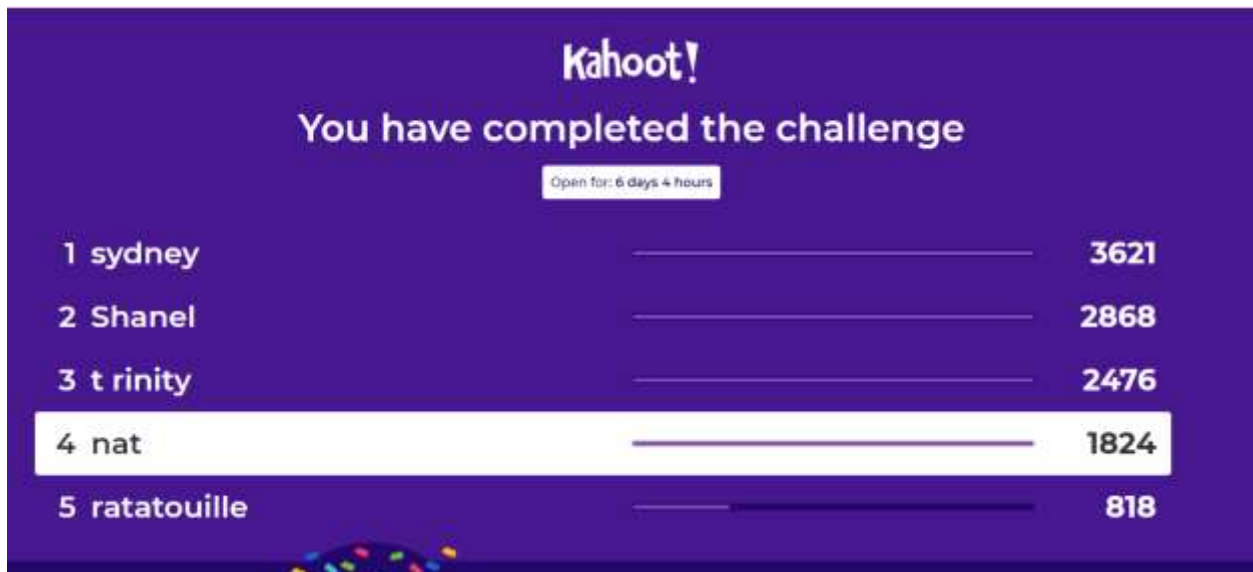 Kahoot!
You have completed the challenge
Open for: 6 days 4 hours
1 sydney 3621
2 Shanel 2868
3 t rinity 2476
4 nat 1824
5 ratatouille 818